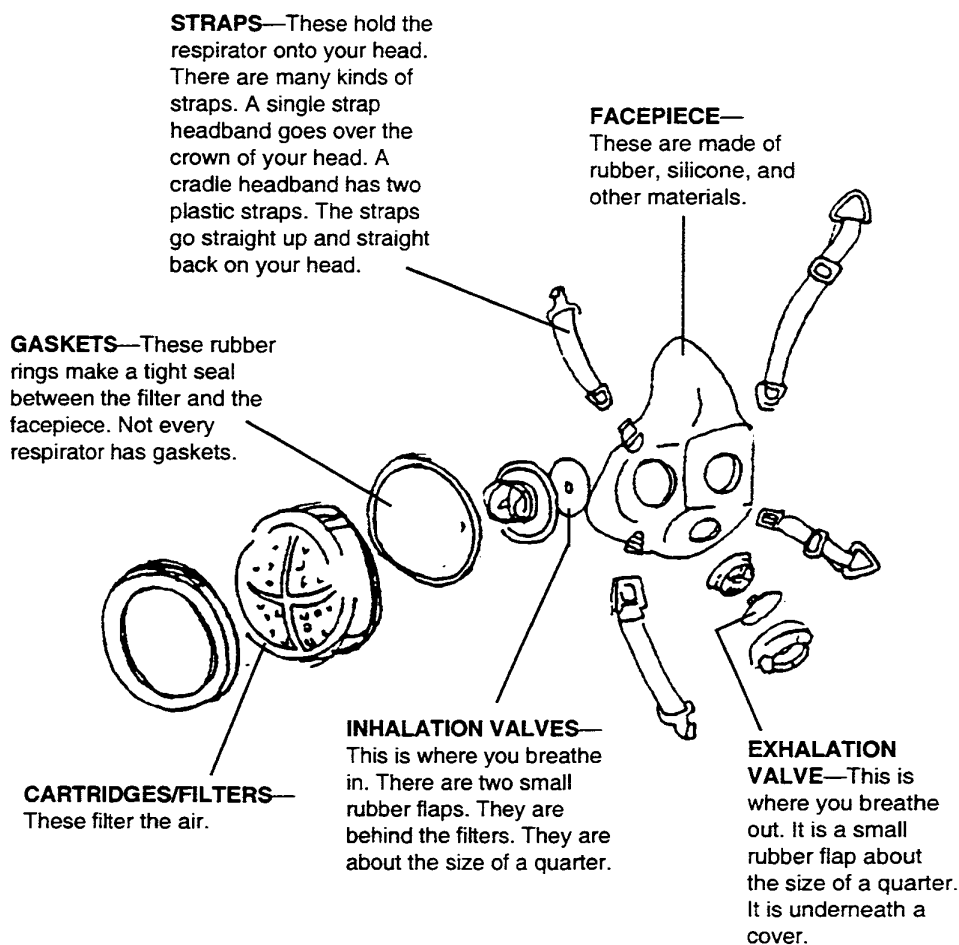 STRAPS—These hold the
respirator onto your head.
There are many kinds of
straps. A single strap
headband goes over the
crown of your head. A
cradle headband has two
plastic straps. The straps
go straight up and straight
back on your head.
FACEPIECE—
These are made of
rubber, silicone, and
other materials.
GASKETS—These rubber
rings make a tight seal
between the filter and the
facepiece. Not every
respirator has gaskets.
CARTRIDGES/FILTERS—
These filter the air.
INHALATION VALVES—
This is where you breathe
in. There are two small
rubber flaps. They are
behind the filters. They are
about the size of a quarter.
EXHALATION
VALVE—This is
where you breathe
out. It is a small
rubber flap about
the size of a quarter.
It is underneath a
cover.